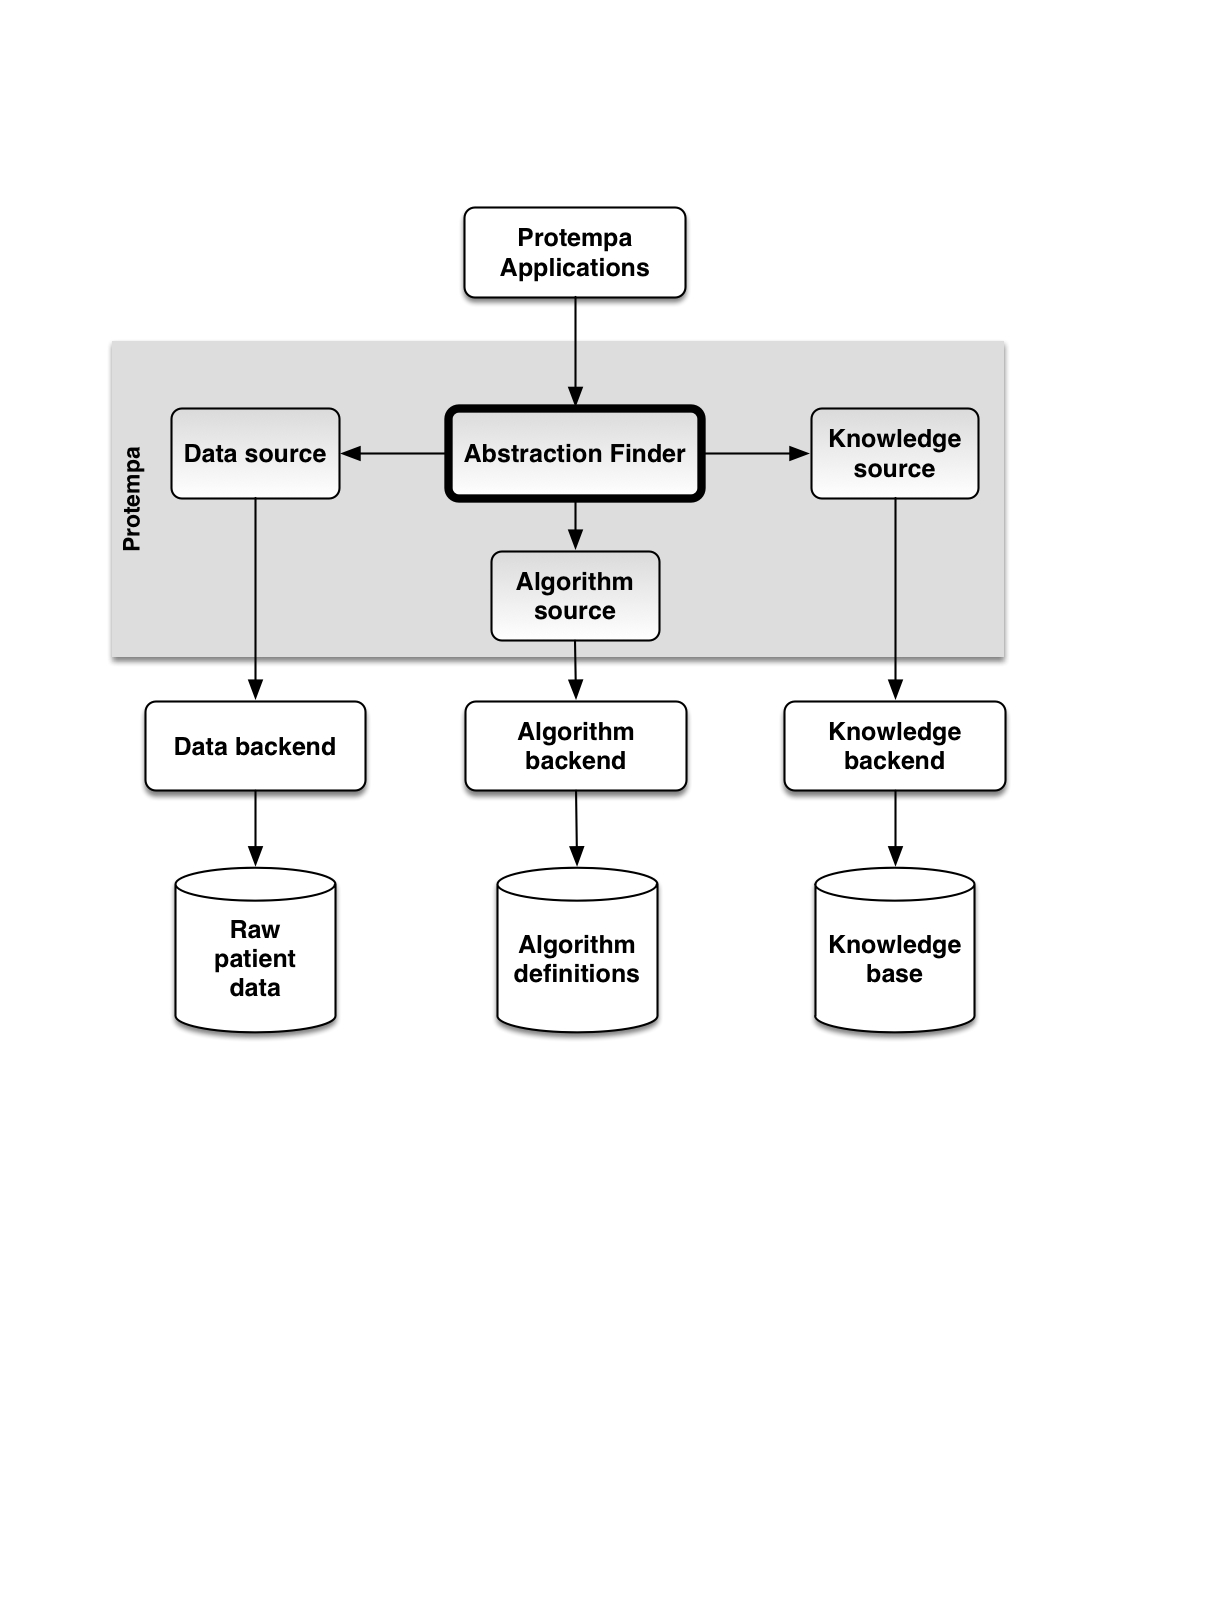 Protempa
Applications
Protempa
Data source
Abstraction Finder
Knowledge
source
Algorithm
source
Data backend
Algorithm
backend
Knowledge
backend
Raw
patient
data
Algorithm
definitions
Knowledge
base